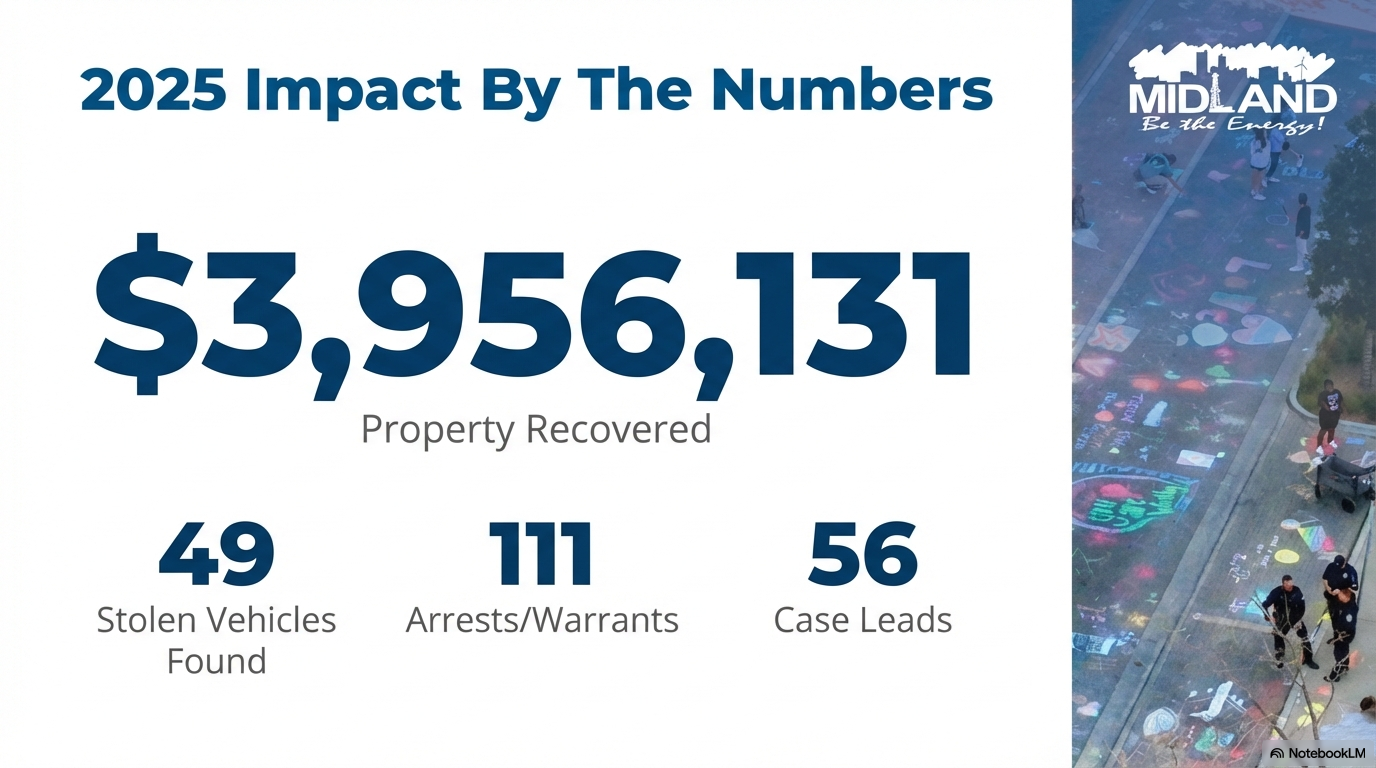 2025 Impact By The Numbers
MIDLAND
Be the Energy!
$3,956,131
Property Recovered
49
Stolen Vehicles
Found
111
Arrests/Warrants
56
Case Leads
NotebookLM